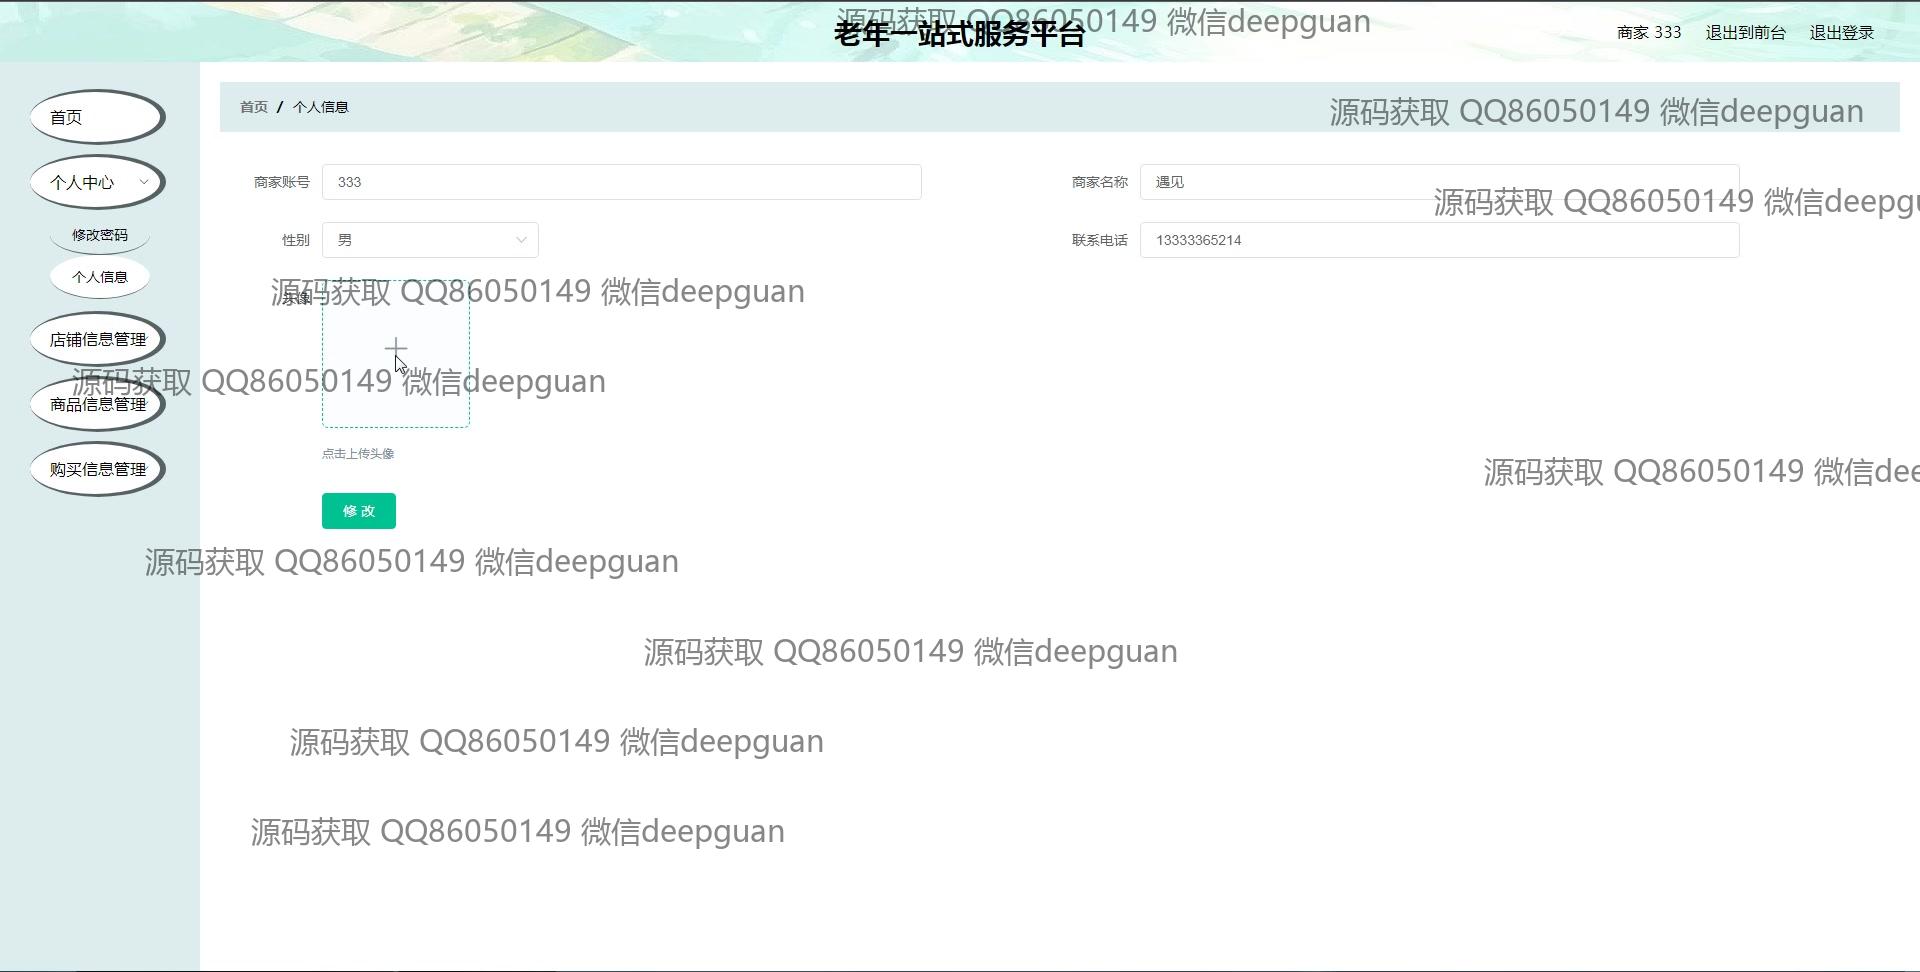 源码获取 QQ86050149 微信deepguan
老年一站式服务平台
商家 333 退出到前台 退出登录
首页
个人中心
修改密码
个人信息
店铺信息管理
商品信息管理
购买信息管理
首页 / 个人信息
源码获取 QQ86050149 微信deepguan
商家账号 333
商家名称 遇见
源码获取 QQ86050149 微信deepgu
性别 男
联系电话 13333365214
头像
源码获取 QQ86050149 微信deepguan
源码获取 QQ86050149 微信deepguan
点击上传头像
源码获取 QQ86050149 微信dee
修改
源码获取 QQ86050149 微信deepguan
源码获取 QQ86050149 微信deepguan
源码获取 QQ86050149 微信deepguan
源码获取 QQ86050149 微信deepguan